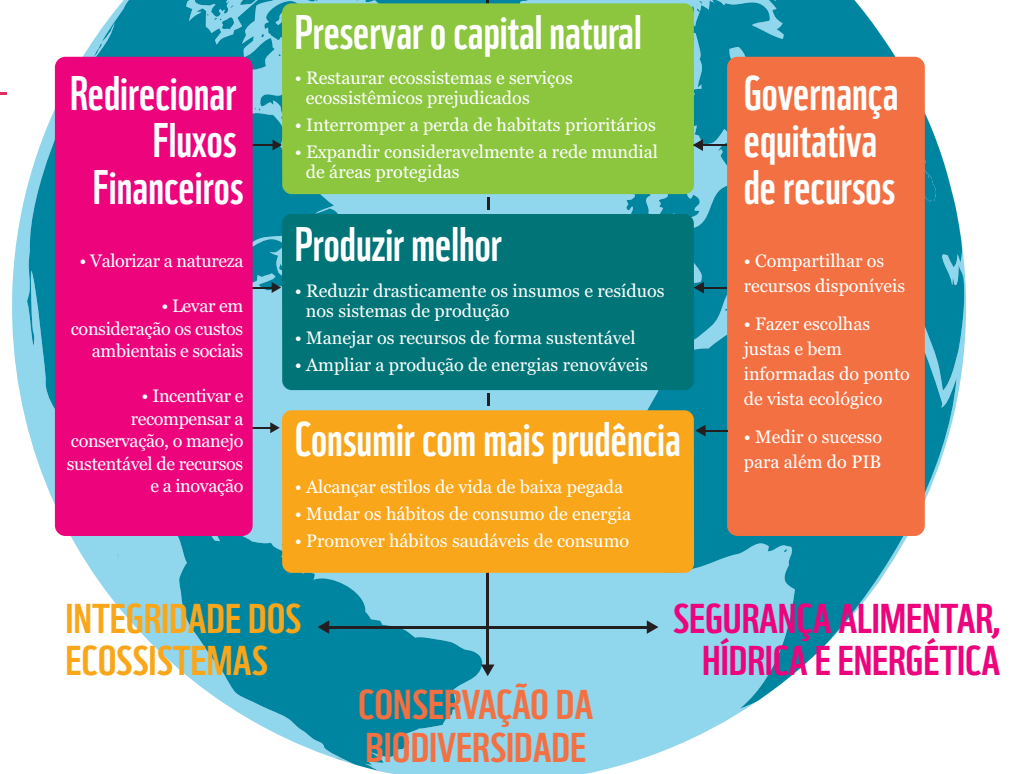 Preservar o capital natural
• Restaurar ecossistemas e serviços
ecossistêmicos prejudicados
• Interromper a perda de habitats prioritários
• Expandir consideravelmente a rede mundial
de áreas protegidas
Redirecionar
Fluxos
Financeiros
• Valorizar a natureza
• Levar em
consideração os custos
ambientais e sociais
• Incentivar e
recompensar a
conservação, o manejo
sustentável de recursos
e a inovação
Produzir melhor
• Reduzir drasticamente os insumos e resíduos
nos sistemas de produção
• Manejar os recursos de forma sustentável
• Ampliar a produção de energias renováveis
Consumir com mais prudência
• Alcançar estilos de vida de baixa pegada
• Mudar os hábitos de consumo de energia
• Promover hábitos saudáveis de consumo
Governança
equitativa
de recursos
• Compartilhar os
recursos disponíveis
• Fazer escolhas
justas e bem
informadas do ponto
de vista ecológico
• Medir o sucesso
para além do PIB
INTEGRIDADE DOS
ECOSSISTEMAS
SEGURANÇA ALIMENTAR,
HÍDRICA E ENERGÉTICA
CONSERVAÇÃO DA
BIODIVERSIDADE